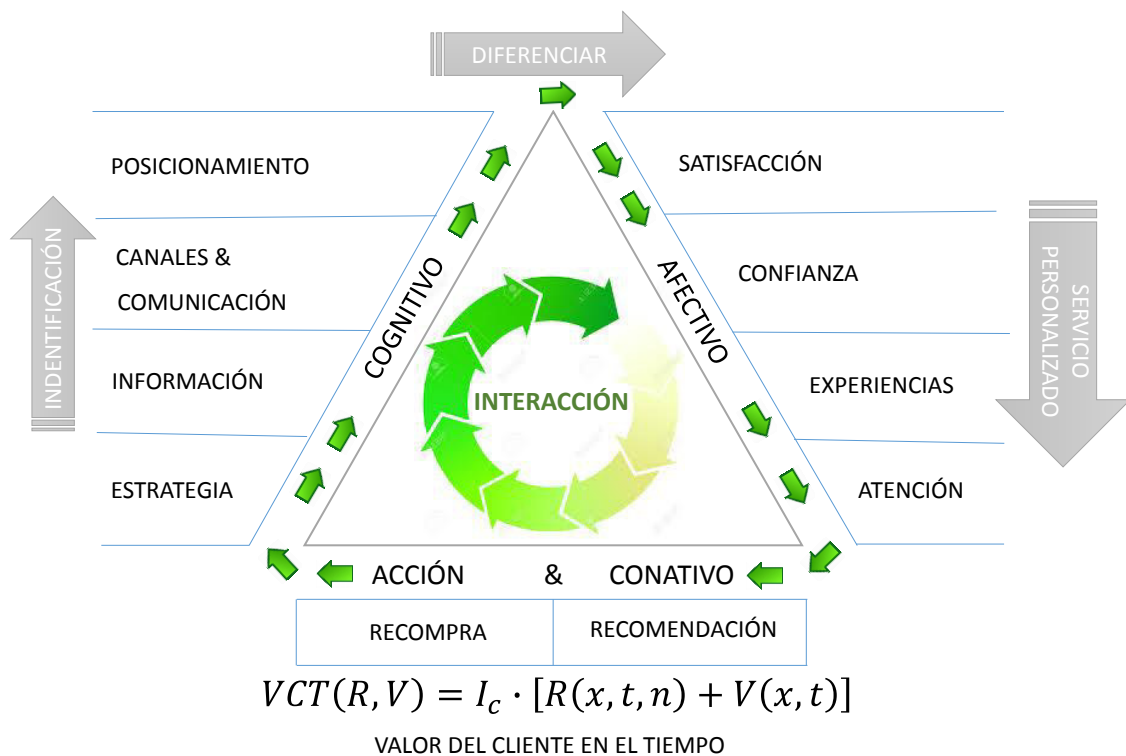 DIFERENCIAR
POSICIONAMIENTO
CANALES &
COMUNICACIÓN
INFORMACIÓN
ESTRATEGIA
INDENTIFICACIÓN
COGNITIVO
INTERACCIÓN
AFECTIVO
SATISFACCIÓN
CONFIANZA
EXPERIENCIAS
ATENCIÓN
SERVICIO
PERSONALIZADO
ACCIÓN & CONATIVO
RECOMPRA
RECOMENDACIÓN
VCT(R, V) = I_c · [R(x, t, n) + V(x, t)]
VALOR DEL CLIENTE EN EL TIEMPO